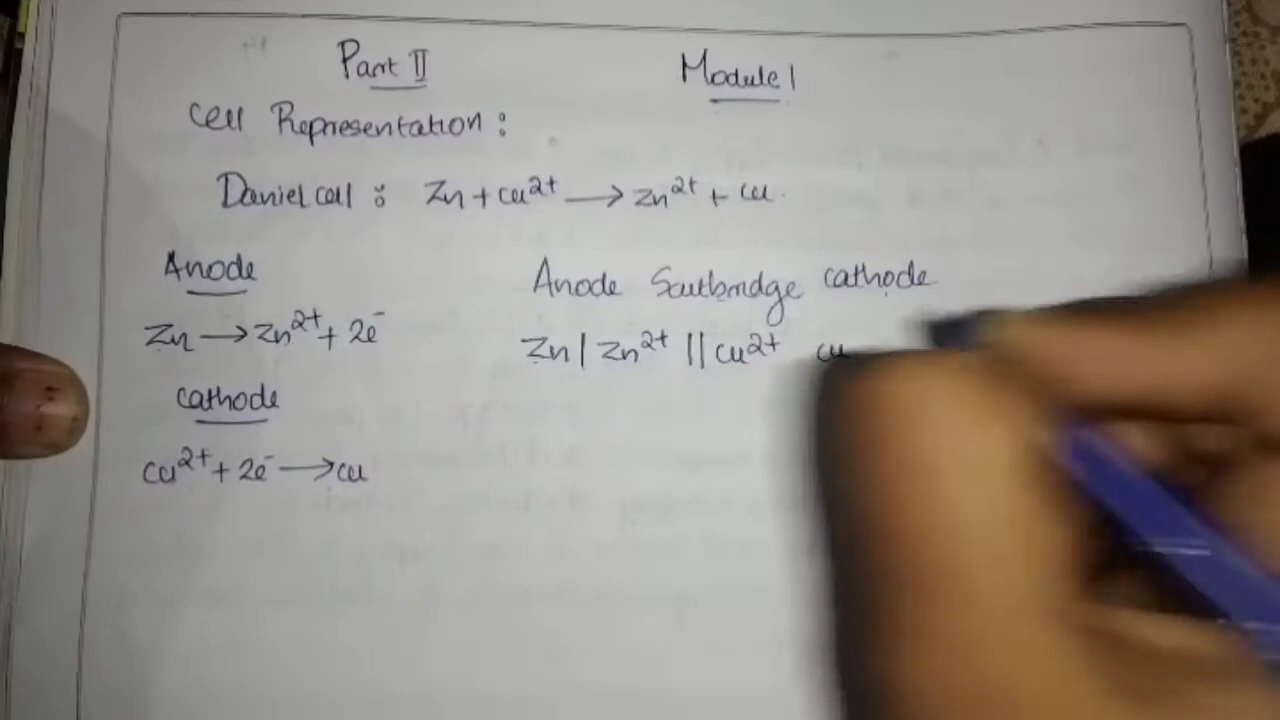 Part II Module 1
Cell Representation :
Daniel cell : Zn + Cu²⁺ → Zn²⁺ + Cu.
Anode
Zn → Zn²⁺ + 2e⁻
Cathode
Cu²⁺ + 2e⁻ → Cu
Anode Saltbridge cathode
Zn | Zn²⁺ || Cu²⁺ Cu